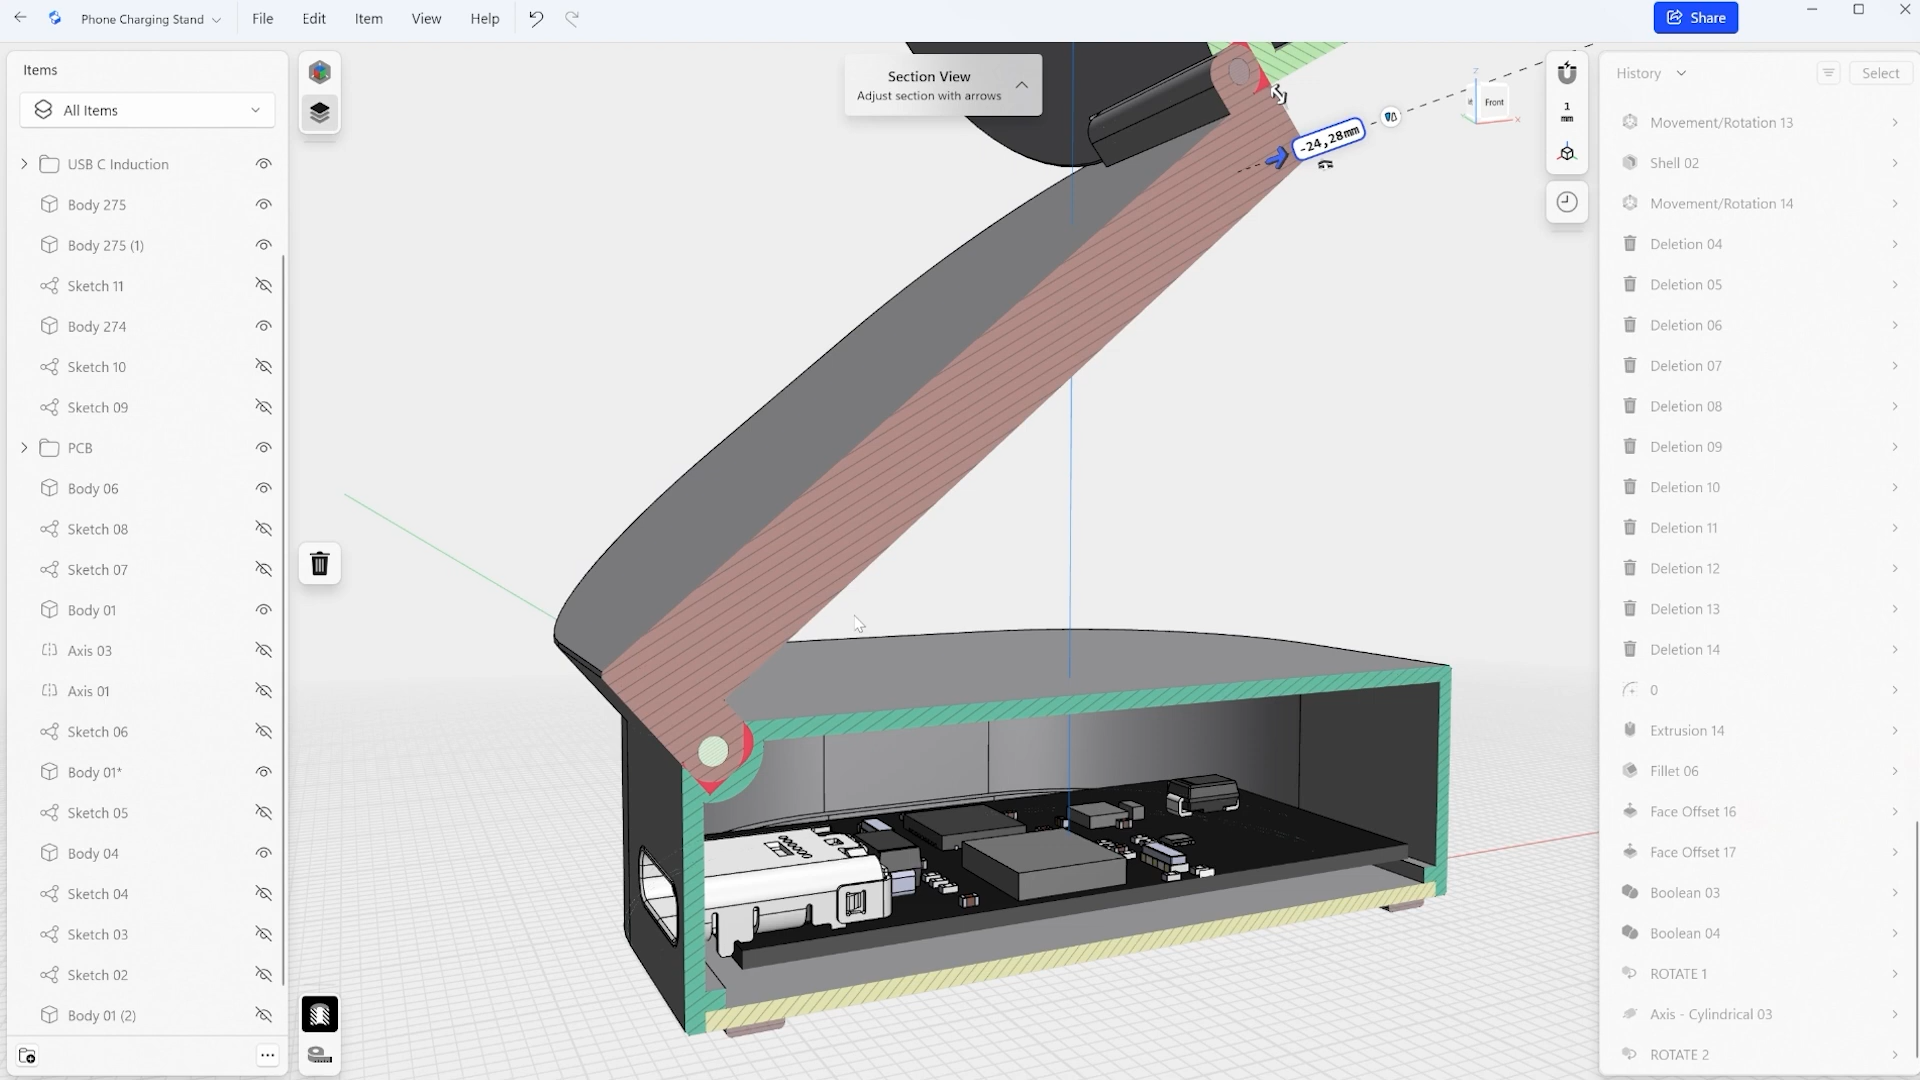 Phone Charging Stand
File
Edit
Item
View
Help
Share
Items
All Items
USB C Induction
Body 275
Body 275 (1)
Sketch 11
Body 274
Sketch 10
Sketch 09
PCB
Body 06
Sketch 08
Sketch 07
Body 01
Axis 03
Axis 01
Sketch 06
Body 01*
Sketch 05
Body 04
Sketch 04
Sketch 03
Sketch 02
Body 01 (2)
Section View
Adjust section with arrows
-24,28mm
Z
Front
X
1
mm
History
Select
Movement/Rotation 13
Shell 02
Movement/Rotation 14
Deletion 04
Deletion 05
Deletion 06
Deletion 07
Deletion 08
Deletion 09
Deletion 10
Deletion 11
Deletion 12
Deletion 13
Deletion 14
0
Extrusion 14
Fillet 06
Face Offset 16
Face Offset 17
Boolean 03
Boolean 04
ROTATE 1
Axis - Cylindrical 03
ROTATE 2